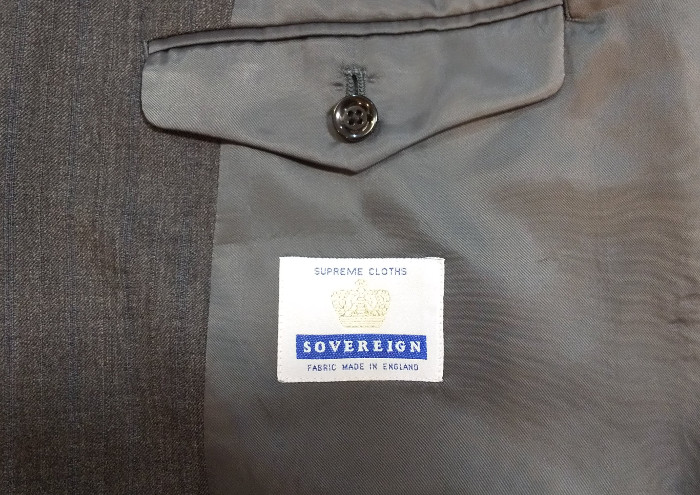 SUPREME CLOTHS
SOVEREIGN
FABRIC MADE IN ENGLAND